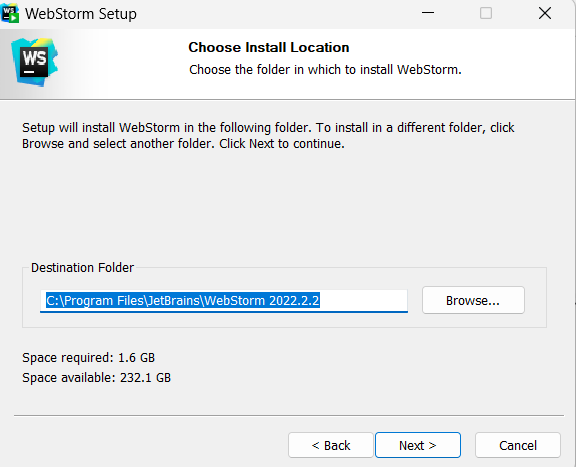 WebStorm Setup
WS
Choose Install Location
Choose the folder in which to install WebStorm.
Setup will install WebStorm in the following folder. To install in a different folder, click
Browse and select another folder. Click Next to continue.
Destination Folder
C:\Program Files\JetBrains\WebStorm 2022.2.2
Browse...
Space required: 1.6 GB
Space available: 232.1 GB
< Back
Next >
Cancel